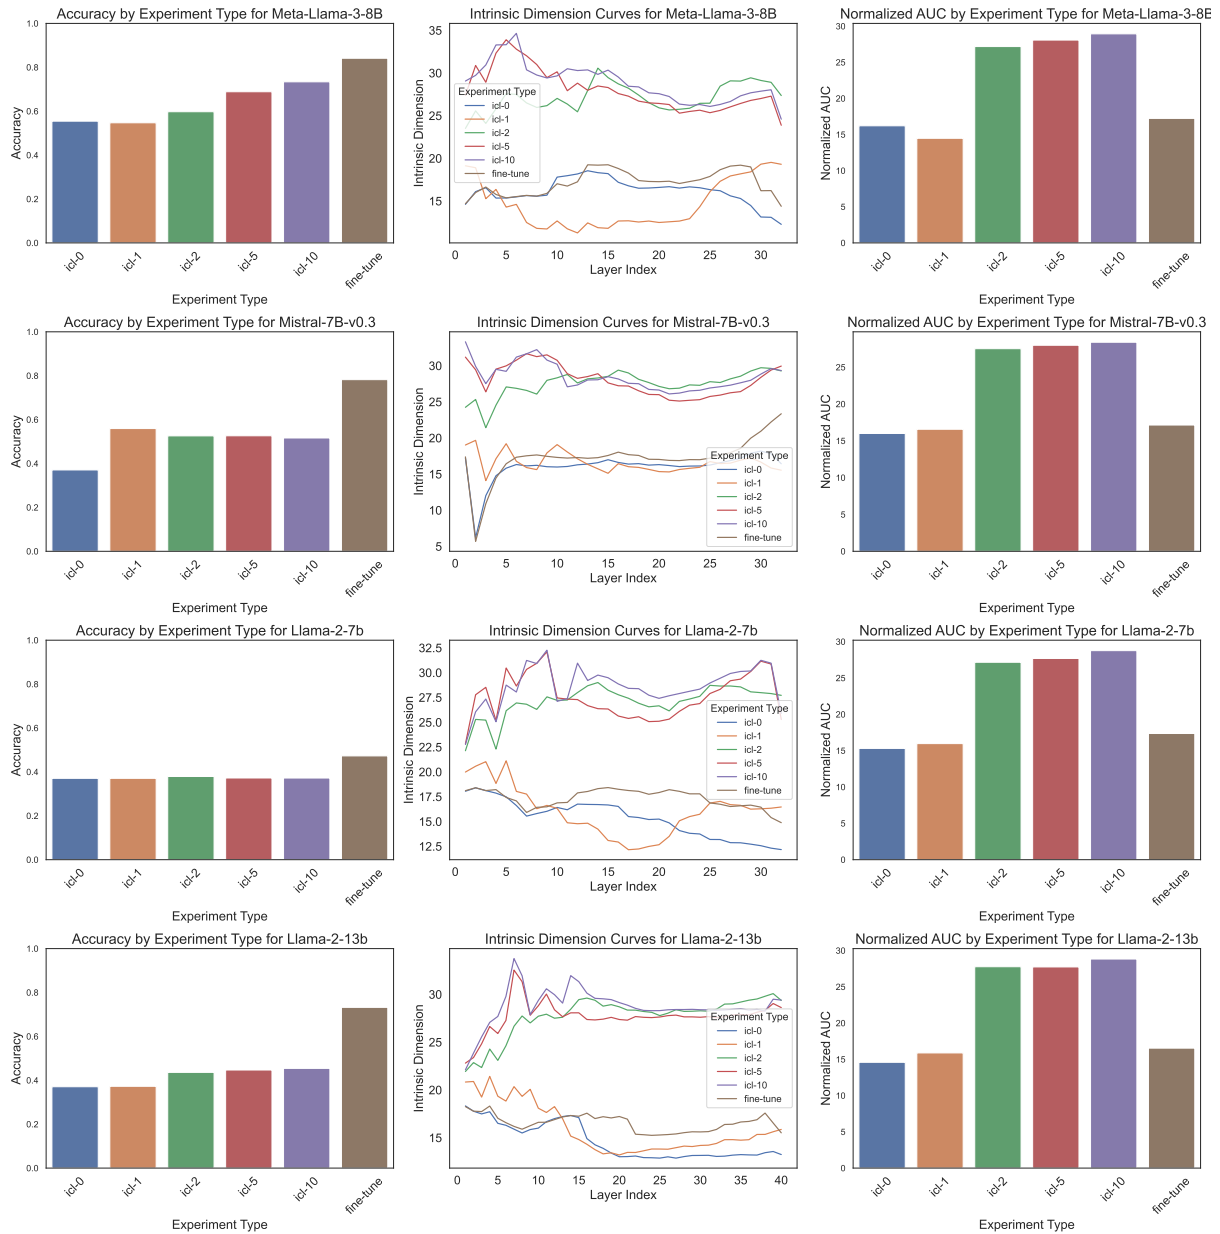 Accuracy by Experiment Type for Meta-Llama-3-8B
1.0
0.8
0.6
0.4
0.2
0.0
Accuracy
icl-0
icl-1
icl-2
icl-5
icl-10
fine-tune
Experiment Type
Intrinsic Dimension Curves for Meta-Llama-3-8B
35
30
25
20
15
Intrinsic Dimension
Experiment Type
icl-0
icl-1
icl-2
icl-5
icl-10
fine-tune
0 5 10 15 20 25 30
Layer Index
Normalized AUC by Experiment Type for Meta-Llama-3-8B
30
25
20
15
10
5
0
Normalized AUC
icl-0
icl-1
icl-2
icl-5
icl-10
fine-tune
Experiment Type
Accuracy by Experiment Type for Mistral-7B-v0.3
1.0
0.8
0.6
0.4
0.2
0.0
Accuracy
icl-0
icl-1
icl-2
icl-5
icl-10
fine-tune
Experiment Type
Intrinsic Dimension Curves for Mistral-7B-v0.3
30
25
20
15
10
5
Intrinsic Dimension
Experiment Type
icl-0
icl-1
icl-2
icl-5
icl-10
fine-tune
0 5 10 15 20 25 30
Layer Index
Normalized AUC by Experiment Type for Mistral-7B-v0.3
25
20
15
10
5
0
Normalized AUC
icl-0
icl-1
icl-2
icl-5
icl-10
fine-tune
Experiment Type
Accuracy by Experiment Type for Llama-2-7b
1.0
0.8
0.6
0.4
0.2
0.0
Accuracy
icl-0
icl-1
icl-2
icl-5
icl-10
fine-tune
Experiment Type
Intrinsic Dimension Curves for Llama-2-7b
32.5
30.0
27.5
25.0
22.5
20.0
17.5
15.0
12.5
Intrinsic Dimension
Experiment Type
icl-0
icl-1
icl-2
icl-5
icl-10
fine-tune
0 5 10 15 20 25 30
Layer Index
Normalized AUC by Experiment Type for Llama-2-7b
30
25
20
15
10
5
0
Normalized AUC
icl-0
icl-1
icl-2
icl-5
icl-10
fine-tune
Experiment Type
Accuracy by Experiment Type for Llama-2-13b
1.0
0.8
0.6
0.4
0.2
0.0
Accuracy
icl-0
icl-1
icl-2
icl-5
icl-10
fine-tune
Experiment Type
Intrinsic Dimension Curves for Llama-2-13b
30
25
20
15
Intrinsic Dimension
Experiment Type
icl-0
icl-1
icl-2
icl-5
icl-10
fine-tune
0 5 10 15 20 25 30 35 40
Layer Index
Normalized AUC by Experiment Type for Llama-2-13b
30
25
20
15
10
5
0
Normalized AUC
icl-0
icl-1
icl-2
icl-5
icl-10
fine-tune
Experiment Type